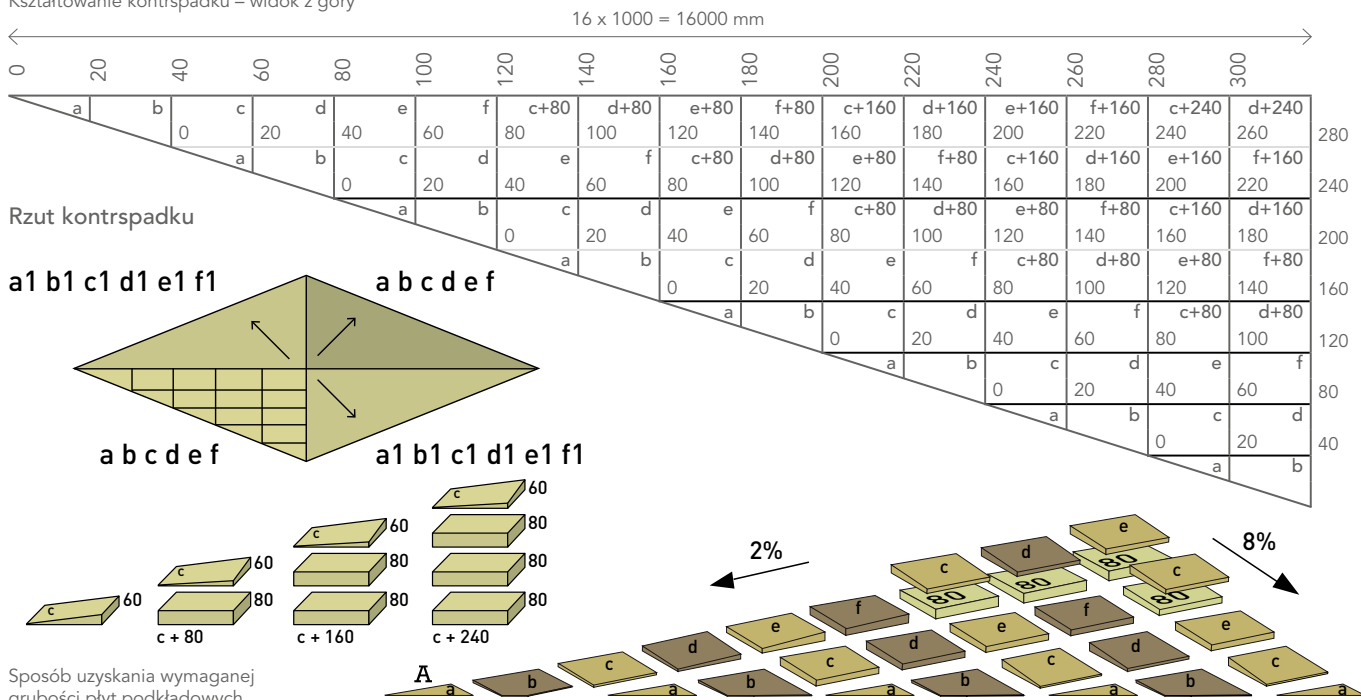 Kształtowanie kontrspadku – widok z góry
16 x 1000 = 16000 mm
0 20 40 60 80 100 120 140 160 180 200 220 240 260 280 300
a b c d e f c+80 d+80 e+80 f+80 c+160 d+160 e+160 f+160 c+240 d+240
0 20 40 60 80 100 120 140 160 180 200 220 240 260 280
a b c d e f c+80 d+80 e+80 f+80 c+160 d+160 e+160 f+160
0 20 40 60 80 100 120 140 160 180 200 220 240
Rzut kontrspadku
a b c d e f c+80 d+80 e+80 f+80 c+160 d+160
0 20 40 60 80 100 120 140 160 180 200
a b c d e f c+80 d+80 e+80 f+80
0 20 40 60 80 100 120 140 160
a b c d e f c+80 d+80
0 20 40 60 80 100 120
a b c d e f
0 20 40 60 80
a b c d
0 20 40
a b
a1 b1 c1 d1 e1 f1 a b c d e f
a b c d e f a1 b1 c1 d1 e1 f1
c 60
c 60 80
c + 80
c 60 80 80
c + 160
c 60 80 80 80
c + 240
2% 8%
e
d 80
c 80 c
80 80
f
e f e
d d d
c c c c
A
a b a b a b a
Sposób uzyskania wymaganej
grubości płyt podkładowych